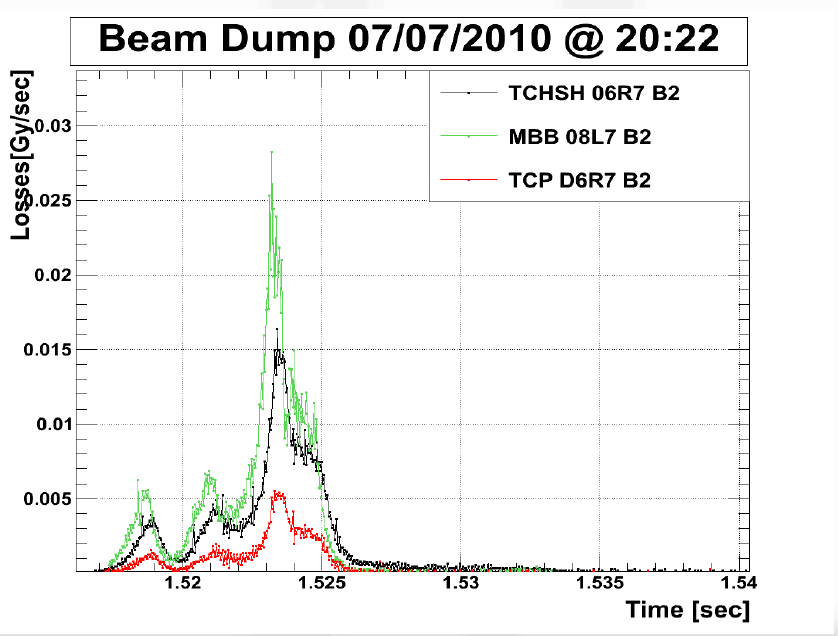 Beam Dump 07/07/2010 @ 20:22
Losses[Gy/sec]
TCHSH 06R7 B2
MBB 08L7 B2
TCP D6R7 B2
0.03
0.025
0.02
0.015
0.01
0.005
1.52 1.525 1.53 1.535 1.54
Time [sec]